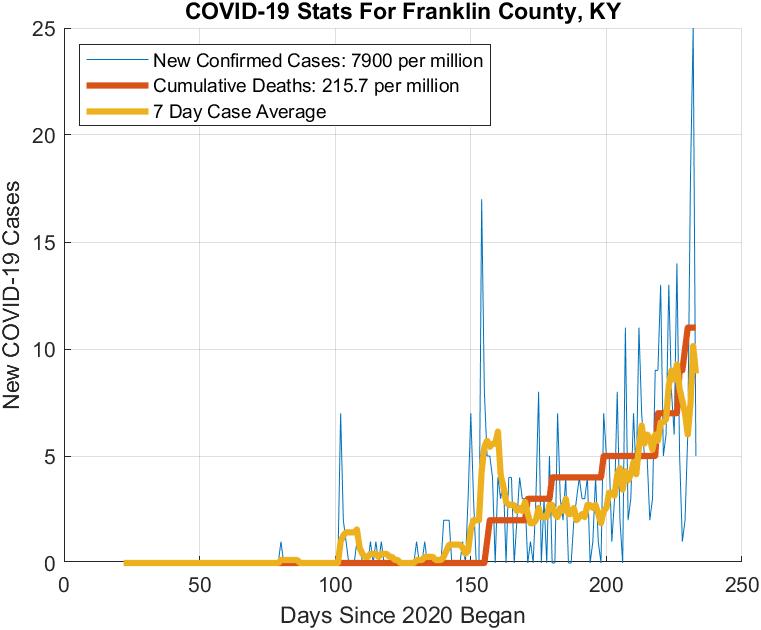 COVID-19 Stats For Franklin County, KY
25
New Confirmed Cases: 7900 per million
Cumulative Deaths: 215.7 per million
7 Day Case Average
20
15
10
5
0
New COVID-19 Cases
0 50 100 150 200 250
Days Since 2020 Began